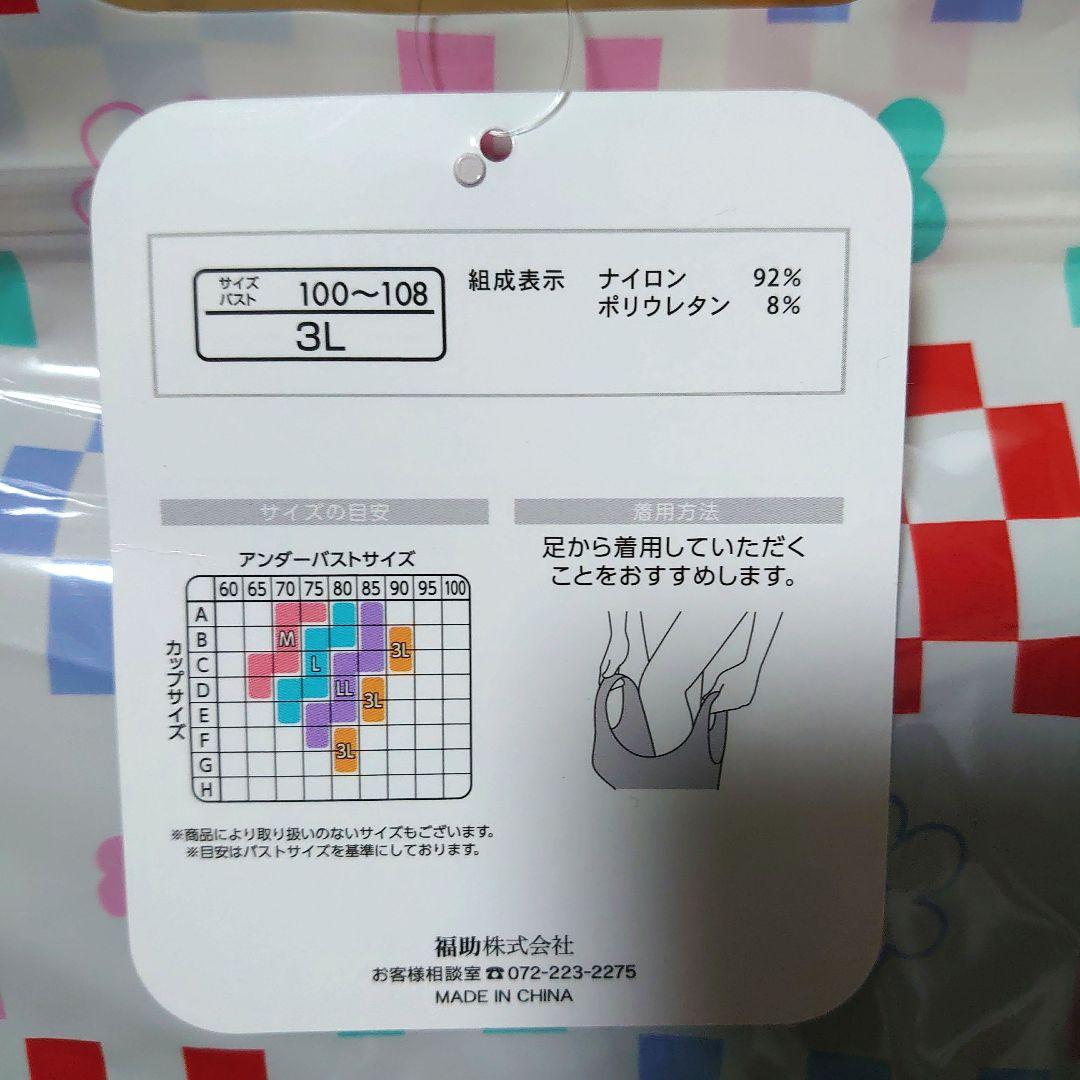 サイズ
バスト 100～108
3L
組成表示 ナイロン 92%
ポリウレタン 8%
サイズの目安
アンダーバストサイズ
60 65 70 75 80 85 90 95 100
カップサイズ
A
B
C
D
E
F
G
H
M
L
LL
3L
3L
3L
※商品により取り扱いのないサイズもございます。
※目安はバストサイズを基準にしております。
着用方法
足から着用していただく
ことをおすすめします。
福助株式会社
お客様相談室☎072-223-2275
MADE IN CHINA